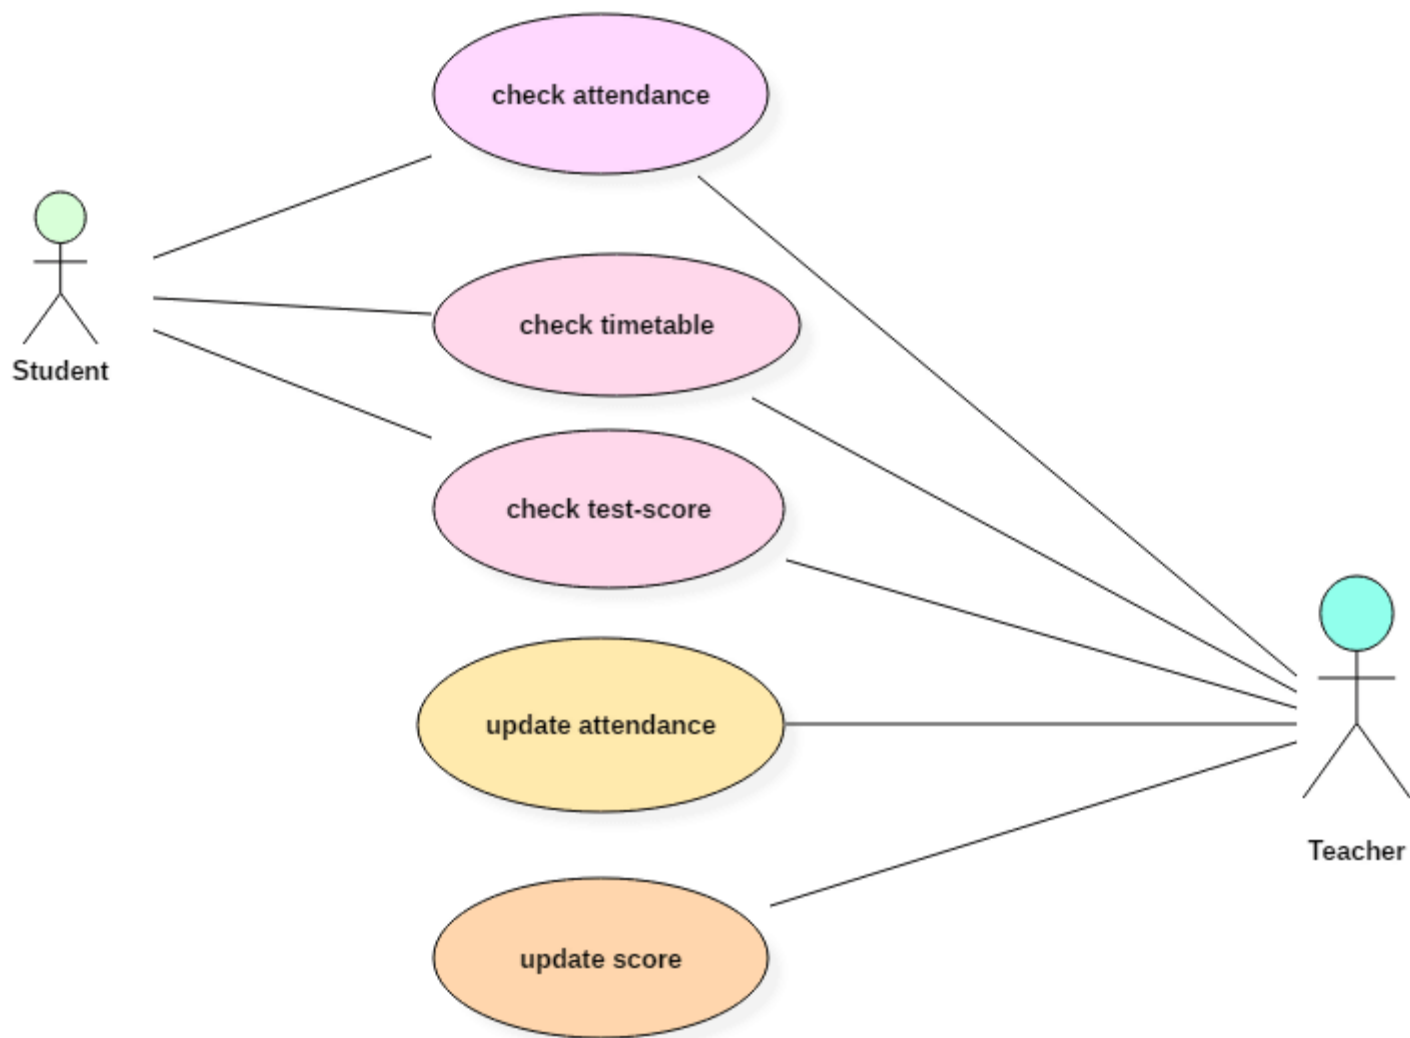 check attendance
check timetable
Student
check test-score
update attendance
Teacher
update score